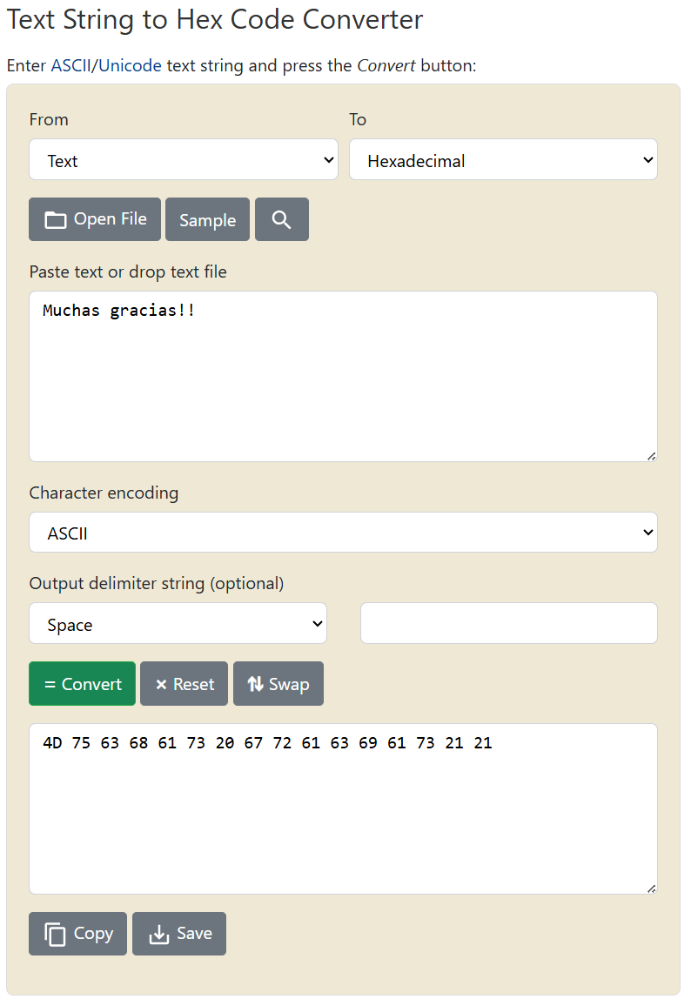 Text String to Hex Code Converter
Enter ASCII/Unicode text string and press the Convert button:
From To
Text Hexadecimal
Open File Sample
Paste text or drop text file
Muchas gracias!!
Character encoding
ASCII
Output delimiter string (optional)
Space
= Convert × Reset Swap
4D 75 63 68 61 73 20 67 72 61 63 69 61 73 21 21
Copy Save